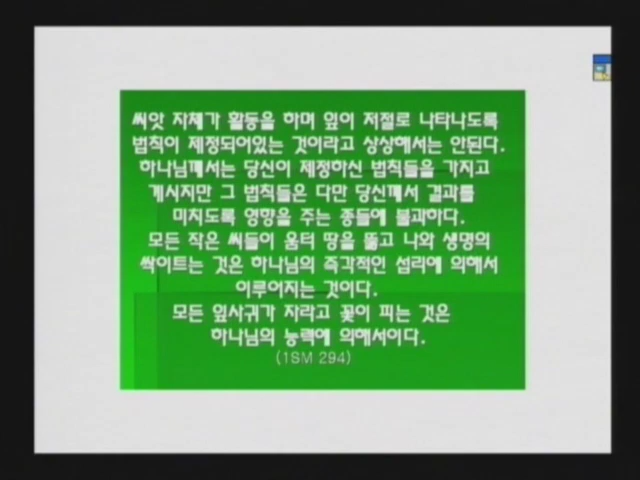 씨앗 자체가 활동을 하며 잎이 저절로 나타나도록
법칙이 제정되어있는 것이라고 상상해서는 안된다.
하나님께서는 당신이 제정하신 법칙들을 가지고
계시지만 그 법칙들은 다만 당신께서 결과를
미치도록 영향을 주는 종들에 불과하다.
모든 작은 씨들이 움터 땅을 뚫고 나와 생명의
싹이트는 것은 하나님의 즉각적인 섭리에 의해서
이루어지는 것이다.
모든 잎사귀가 자라고 꽃이 피는 것은
하나님의 능력에 의해서이다.
(1SM 294)